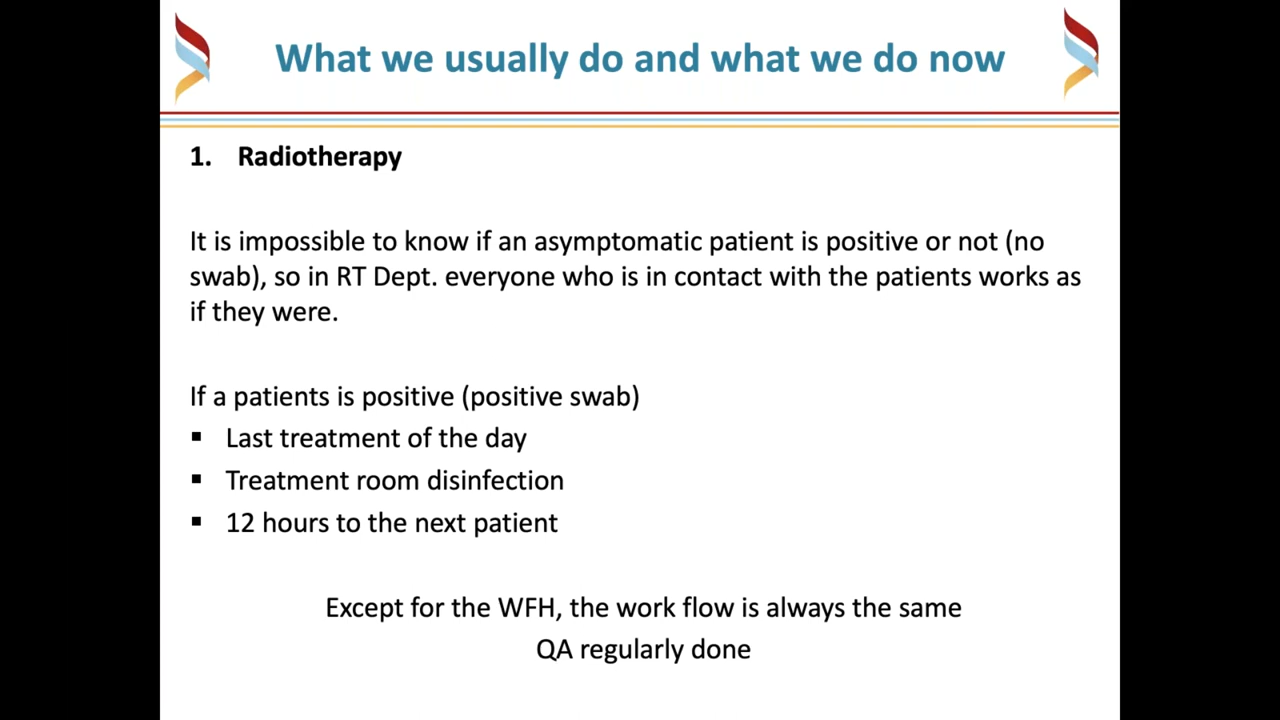 What we usually do and what we do now
1. Radiotherapy
It is impossible to know if an asymptomatic patient is positive or not (no
swab), so in RT Dept. everyone who is in contact with the patients works as
if they were.
If a patients is positive (positive swab)
▪ Last treatment of the day
▪ Treatment room disinfection
▪ 12 hours to the next patient
Except for the WFH, the work flow is always the same
QA regularly done